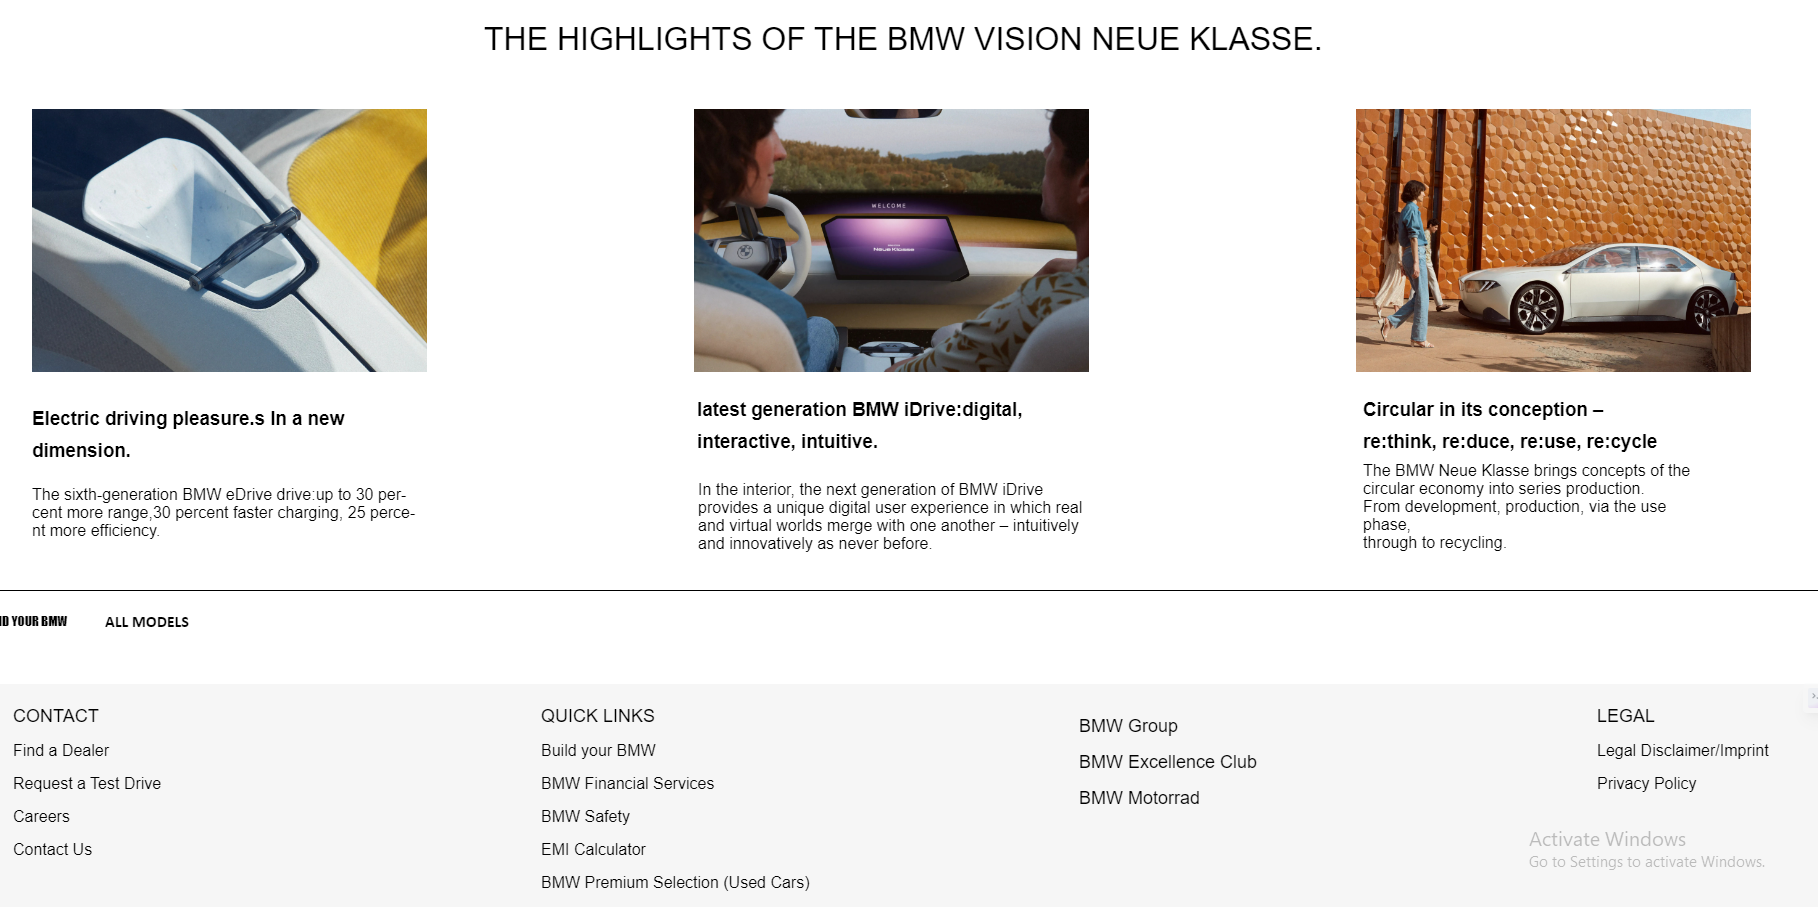 THE HIGHLIGHTS OF THE BMW VISION NEUE KLASSE.
WELCOME
Neue Klasse
Electric driving pleasure.s In a new
dimension.
The sixth-generation BMW eDrive drive:up to 30 per-
cent more range,30 percent faster charging, 25 perce-
nt more efficiency.
latest generation BMW iDrive:digital,
interactive, intuitive.
In the interior, the next generation of BMW iDrive
provides a unique digital user experience in which real
and virtual worlds merge with one another – intuitively
and innovatively as never before.
Circular in its conception –
re:think, re:duce, re:use, re:cycle
The BMW Neue Klasse brings concepts of the
circular economy into series production.
From development, production, via the use
phase,
through to recycling.
YOUR BMW
ALL MODELS
CONTACT
Find a Dealer
Request a Test Drive
Careers
Contact Us
QUICK LINKS
Build your BMW
BMW Financial Services
BMW Safety
EMI Calculator
BMW Premium Selection (Used Cars)
BMW Group
BMW Excellence Club
BMW Motorrad
LEGAL
Legal Disclaimer/Imprint
Privacy Policy
Activate Windows
Go to Settings to activate Windows.